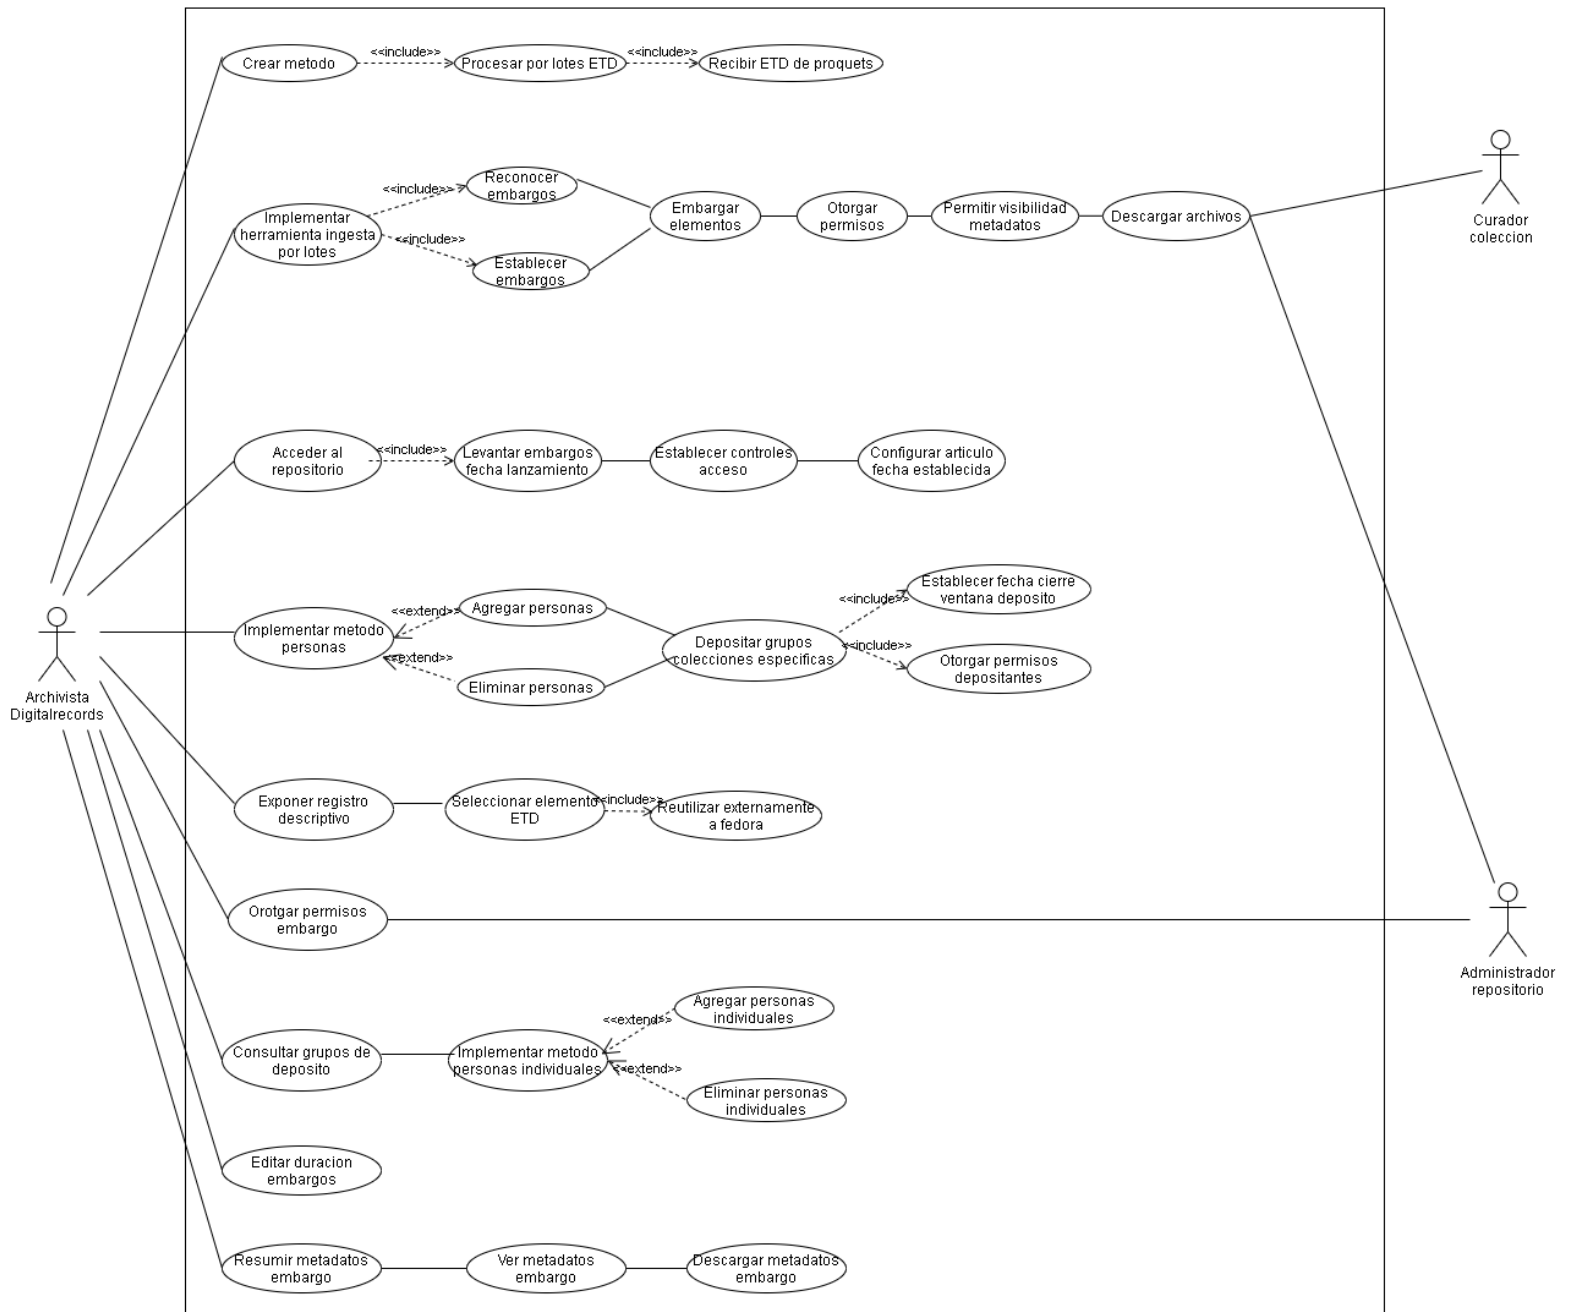 <<include>>
<<include>>
Crear metodo
Procesar por lotes ETD
Recibir ETD de proquets
Reconocer
embargos
<<include>>
Implementar
herramienta ingesta
por lotes
<<include>>
Establecer
embargos
Embargar
elementos
Otorgar
permisos
Permitir visibilidad
metadatos
Descargar archivos
Curador
coleccion
Acceder al
repositorio
<<include>>
Levantar embargos
fecha lanzamiento
Establecer controles
acceso
Configurar articulo
fecha establecida
Archivista
Digitalrecords
Implementar metodo
personas
<<extend>>
Agregar personas
<<extend>>
Eliminar personas
Depositar grupos
colecciones especificas
<<include>>
Establecer fecha cierre
ventana deposito
<<include>>
Otorgar permisos
depositantes
Exponer registro
descriptivo
Seleccionar elemento
ETD
<<include>>
Reutilizar externamente
a fedora
Orotgar permisos
embargo
Administrador
repositorio
Consultar grupos de
deposito
Implementar metodo
personas individuales
<<extend>>
Agregar personas
individuales
<<extend>>
Eliminar personas
individuales
Editar duracion
embargos
Resumir metadatos
embargo
Ver metadatos
embargo
Descargar metadatos
embargo